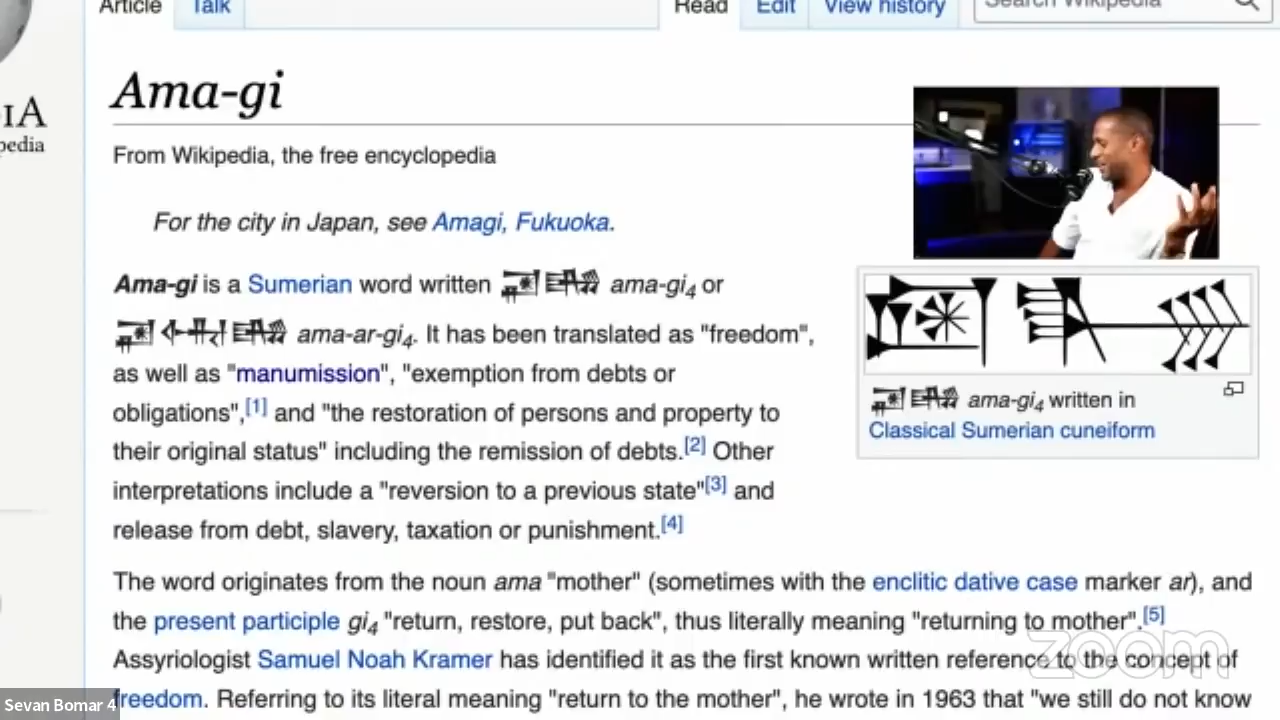 Article Talk Read Edit View history Search Wikipedia
Ama-gi
IA
pedia
From Wikipedia, the free encyclopedia
For the city in Japan, see Amagi, Fukuoka.
Ama-gi is a Sumerian word written ama-gi4 or
ama-ar-gi4. It has been translated as "freedom",
as well as "manumission", "exemption from debts or
obligations",[1] and "the restoration of persons and property to
their original status" including the remission of debts.[2] Other
interpretations include a "reversion to a previous state"[3] and
release from debt, slavery, taxation or punishment.[4]
ama-gi4 written in
Classical Sumerian cuneiform
The word originates from the noun ama "mother" (sometimes with the enclitic dative case marker ar), and
the present participle gi4 "return, restore, put back", thus literally meaning "returning to mother".[5]
Assyriologist Samuel Noah Kramer has identified it as the first known written reference to the concept of
freedom. Referring to its literal meaning "return to the mother", he wrote in 1963 that "we still do not know
zoom
Sevan Bomar 4